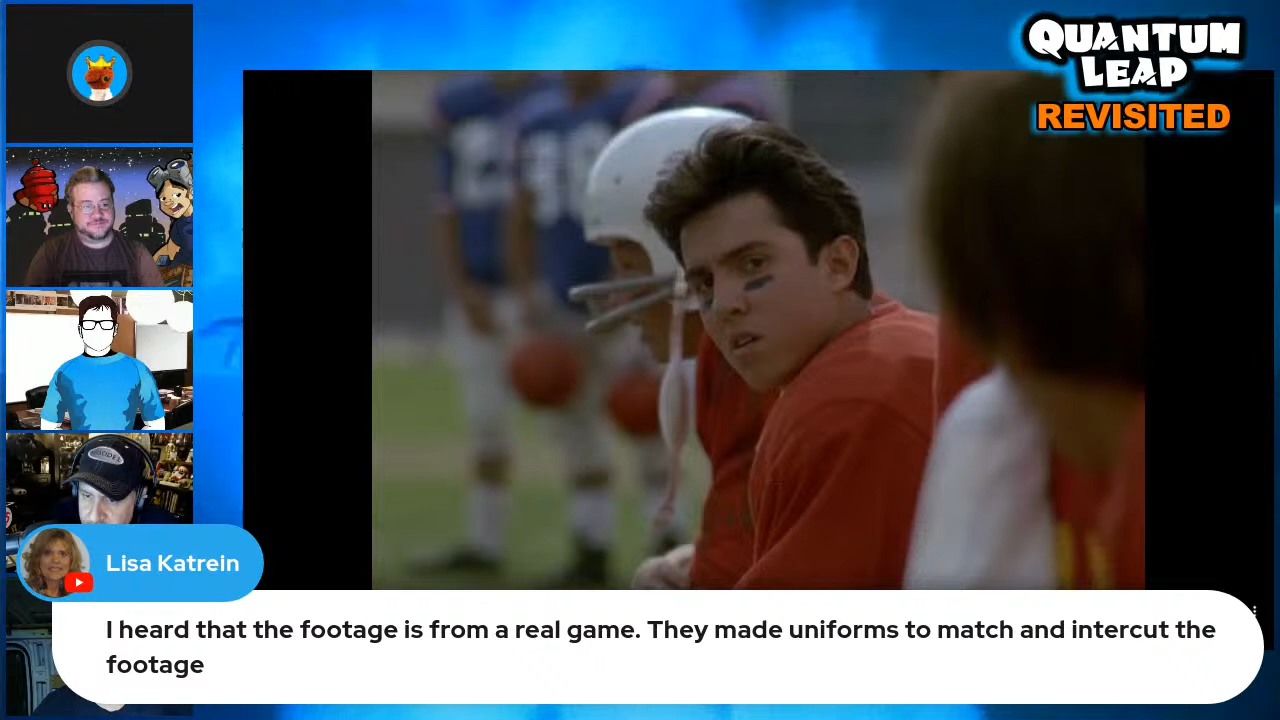 QUANTUM
LEAP
REVISITED
Lisa Katrein
I heard that the footage is from a real game. They made uniforms to match and intercut the
footage